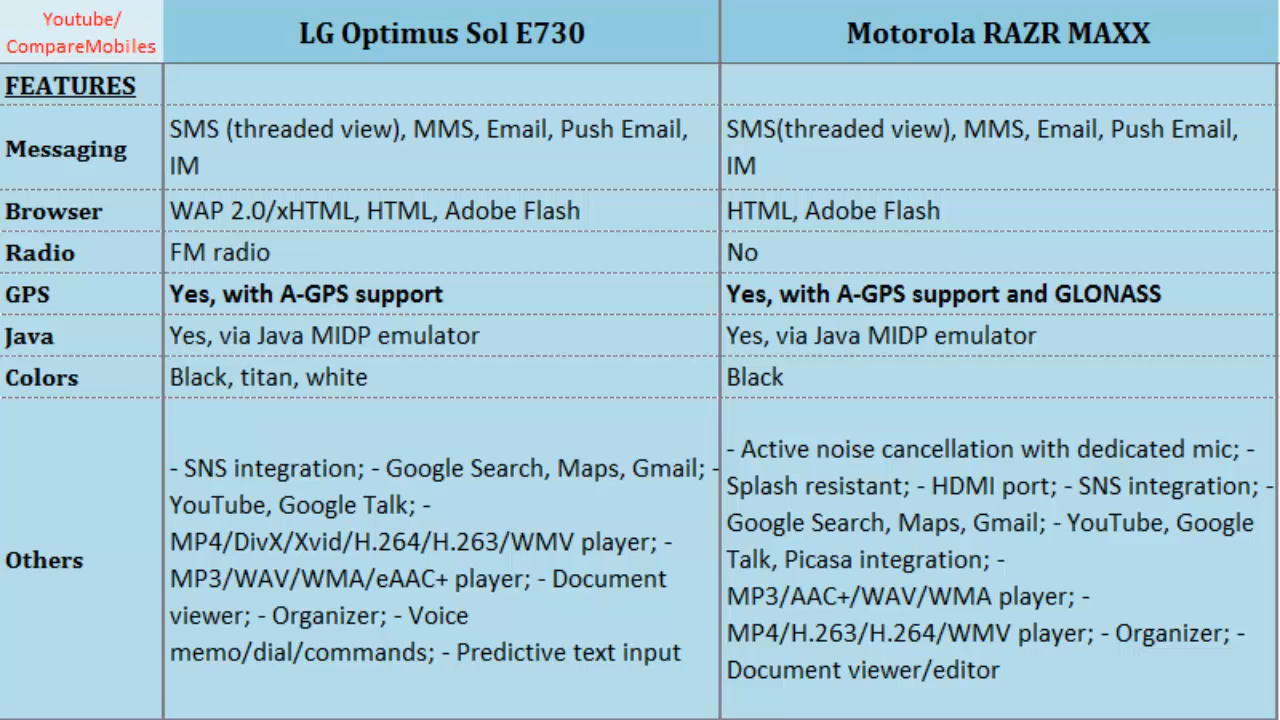 Youtube/
CompareMobiles
LG Optimus Sol E730
Motorola RAZR MAXX
FEATURES
Messaging
SMS (threaded view), MMS, Email, Push Email,
IM
SMS(threaded view), MMS, Email, Push Email,
IM
Browser
WAP 2.0/xHTML, HTML, Adobe Flash
HTML, Adobe Flash
Radio
FM radio
No
GPS
Yes, with A-GPS support
Yes, with A-GPS support and GLONASS
Java
Yes, via Java MIDP emulator
Yes, via Java MIDP emulator
Colors
Black, titan, white
Black
Others
- SNS integration; - Google Search, Maps, Gmail; -
YouTube, Google Talk; -
MP4/DivX/Xvid/H.264/H.263/WMV player; -
MP3/WAV/WMA/eAAC+ player; - Document
viewer; - Organizer; - Voice
memo/dial/commands; - Predictive text input
- Active noise cancellation with dedicated mic; -
Splash resistant; - HDMI port; - SNS integration; -
Google Search, Maps, Gmail; - YouTube, Google
Talk, Picasa integration; -
MP3/AAC+/WAV/WMA player; -
MP4/H.263/H.264/WMV player; - Organizer; -
Document viewer/editor